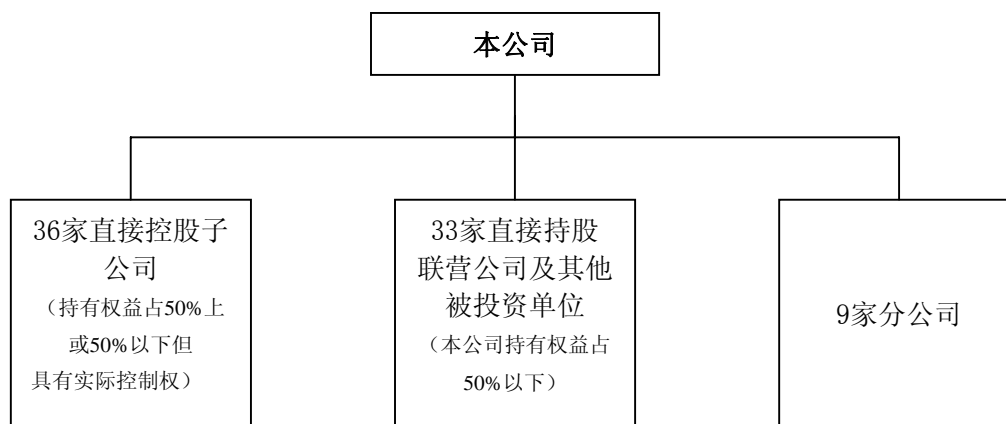 本公司
36家直接控股子
公司
（持有权益占50%上
或50%以下但
具有实际控制权）
33家直接持股
联营公司及其他
被投资单位
（本公司持有权益占
50%以下）
9家分公司